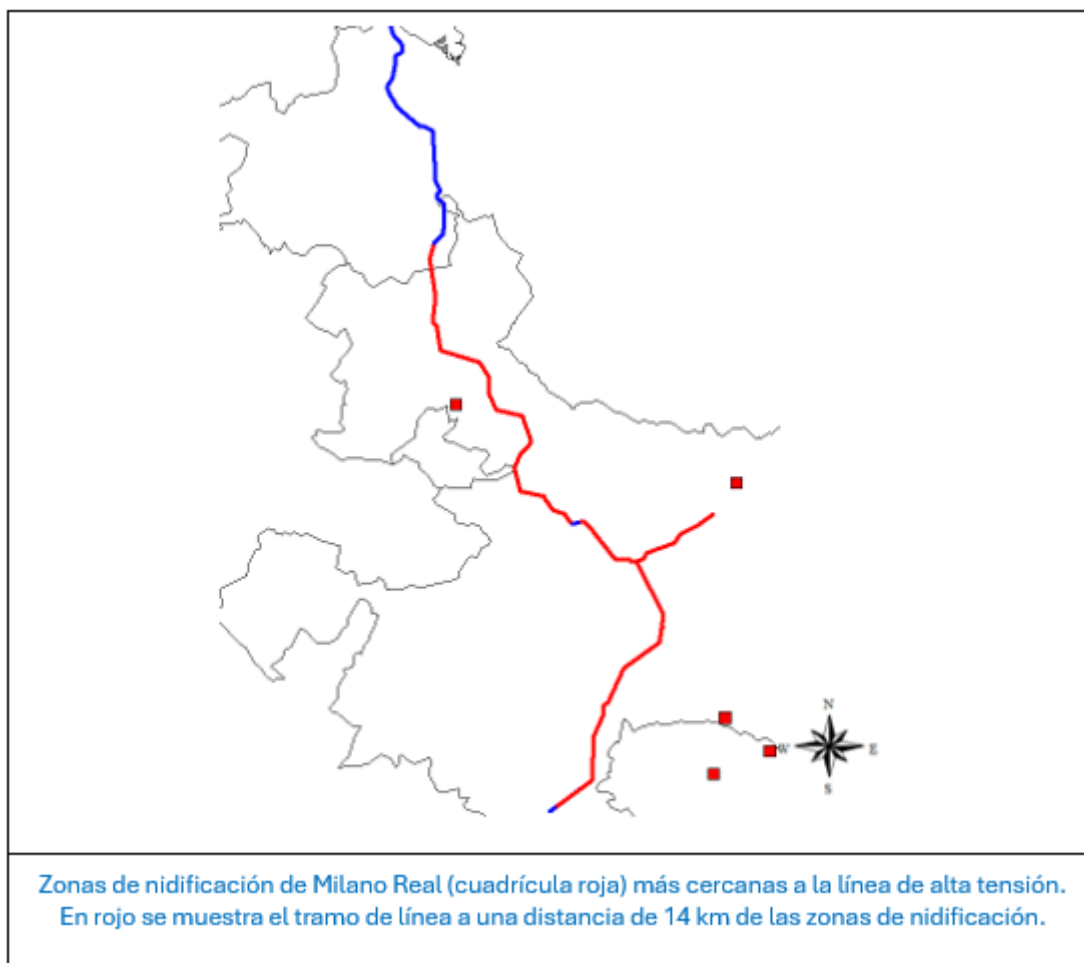 N
W
E
S
Zonas de nidificación de Milano Real (cuadrícula roja) más cercanas a la línea de alta tensión.
En rojo se muestra el tramo de línea a una distancia de 14 km de las zonas de nidificación.